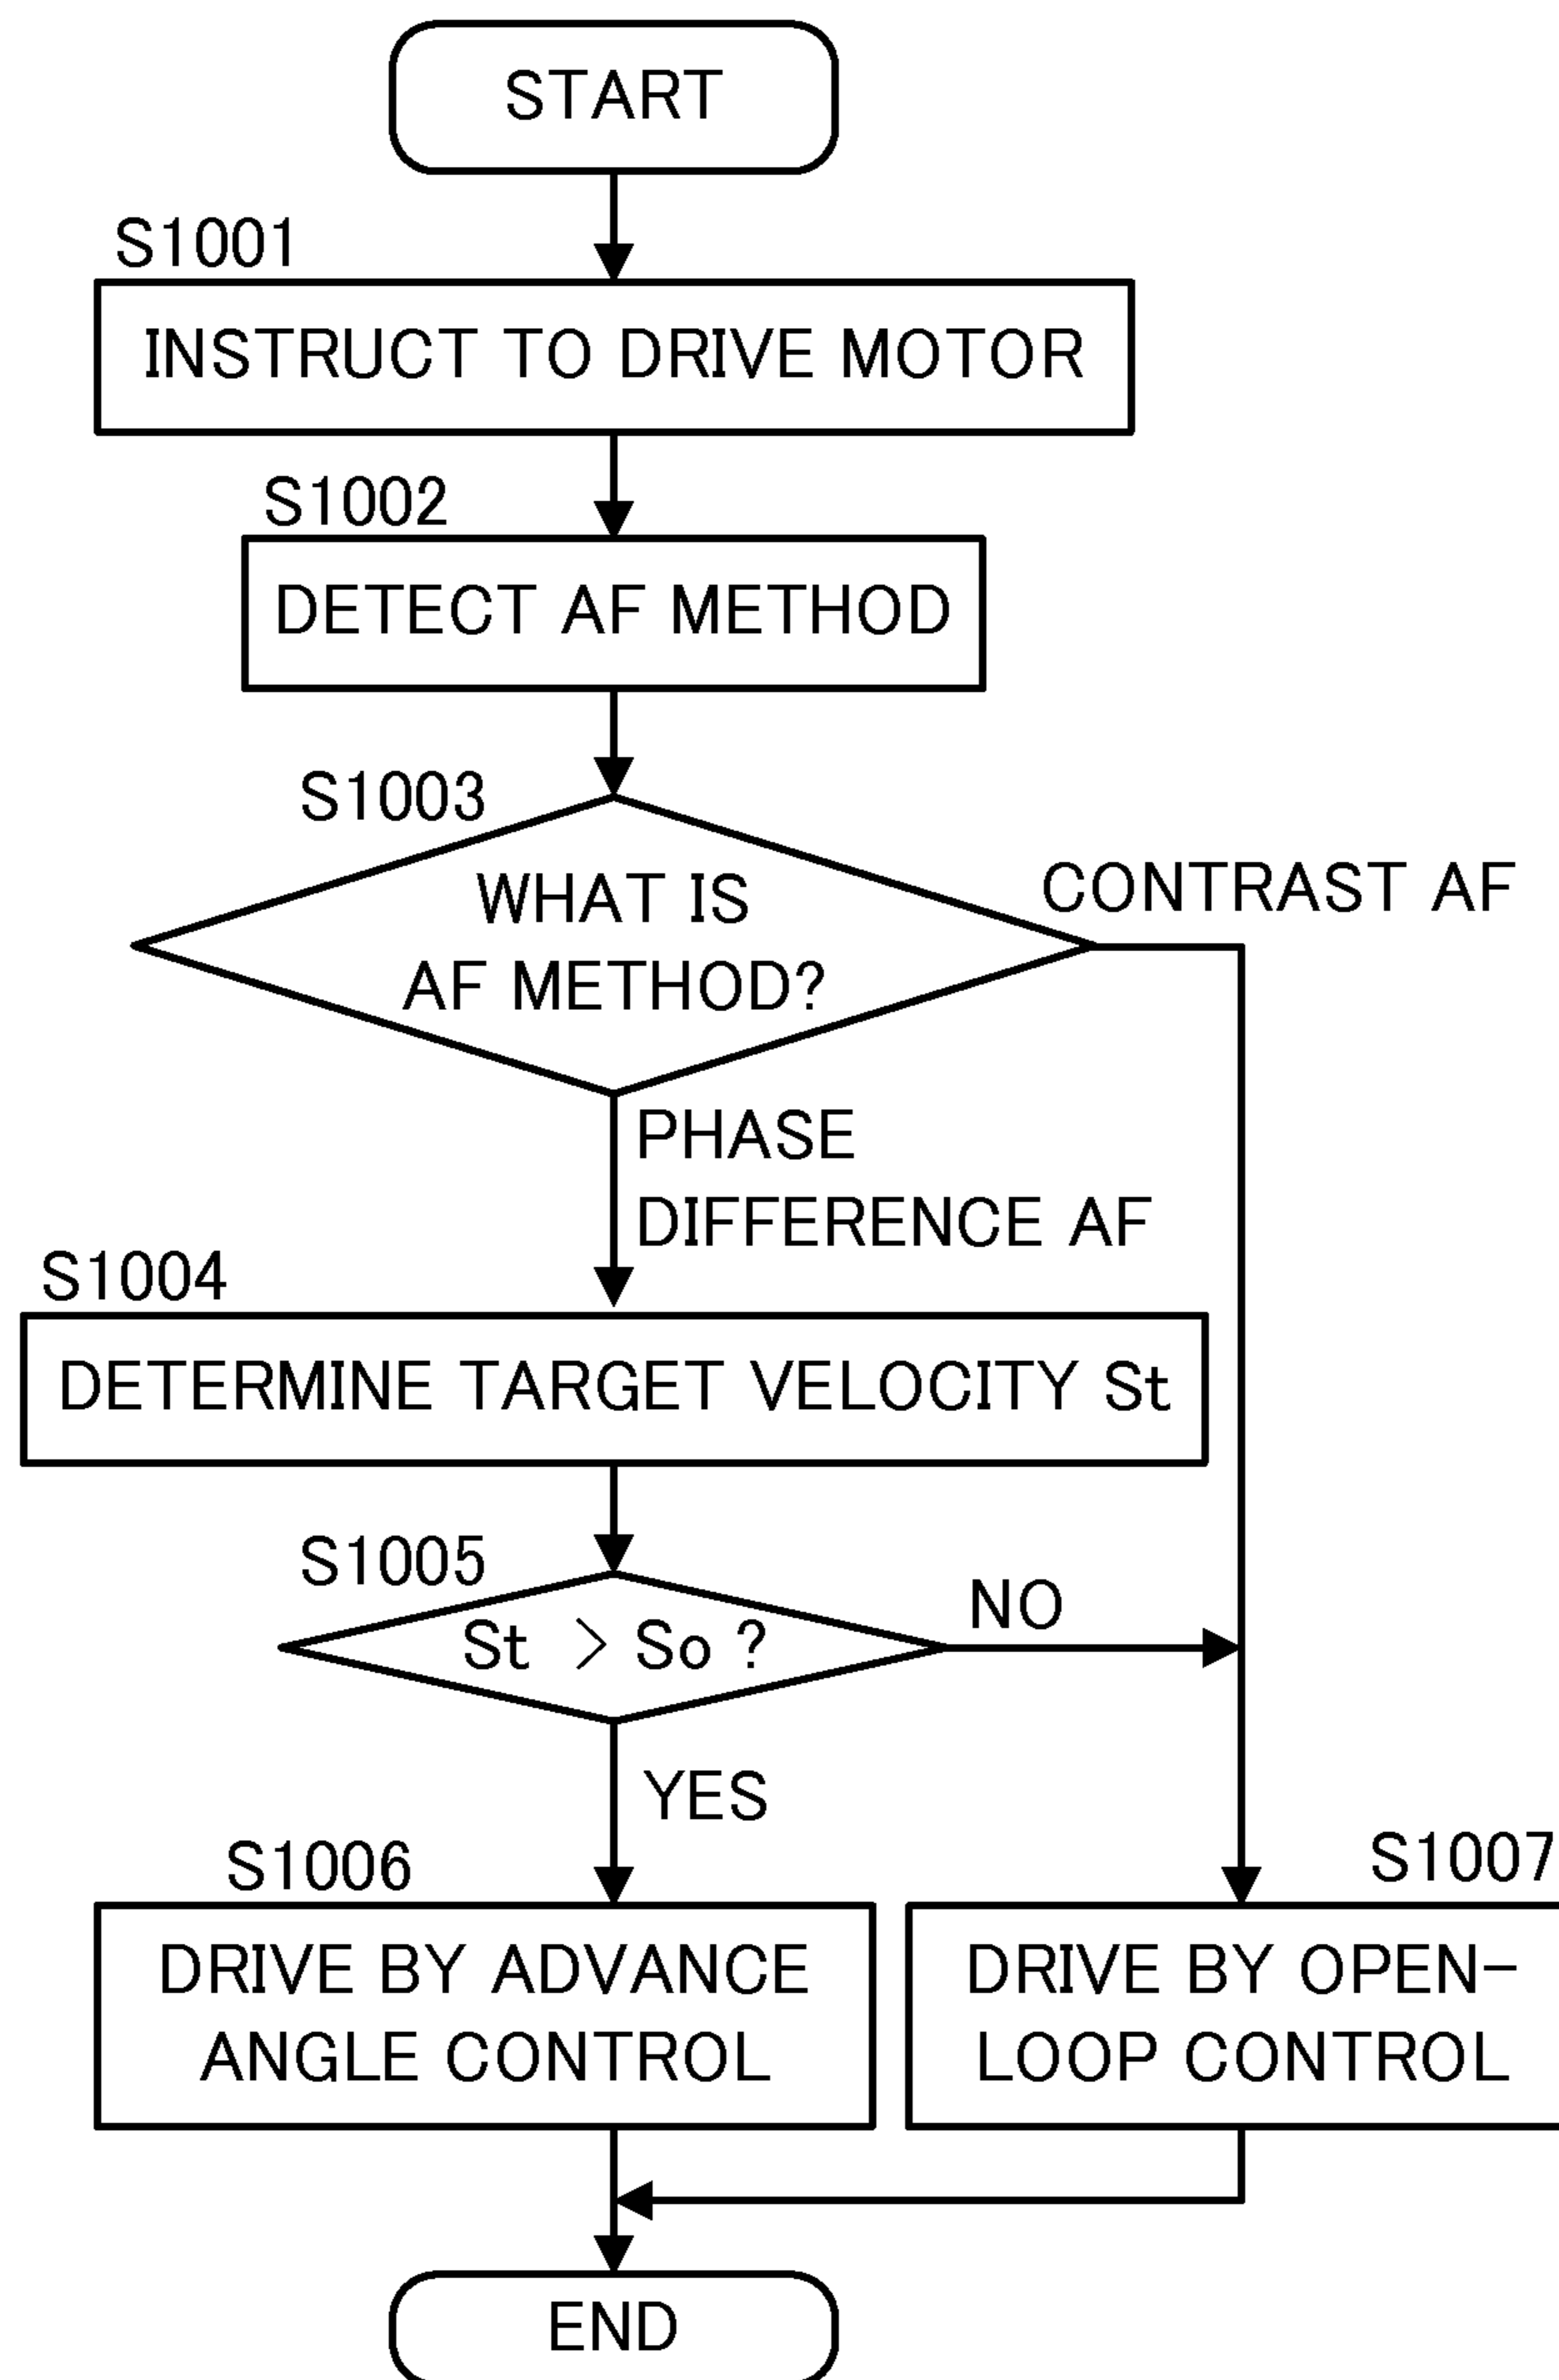 START
S1001
INSTRUCT TO DRIVE MOTOR
S1002
DETECT AF METHOD
S1003
WHAT IS
AF METHOD?
CONTRAST AF
PHASE
DIFFERENCE AF
S1004
DETERMINE TARGET VELOCITY St
S1005
St > So ?
NO
YES
S1006
DRIVE BY ADVANCE
ANGLE CONTROL
S1007
DRIVE BY OPEN-
LOOP CONTROL
END